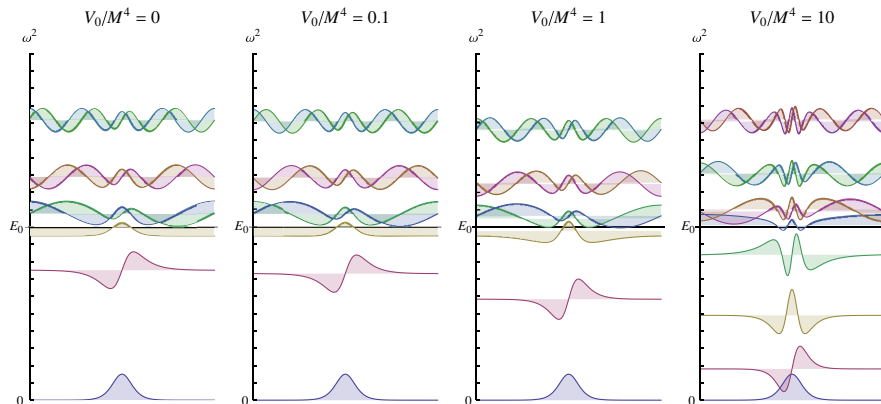 V₀/M⁴ = 0
V₀/M⁴ = 0.1
V₀/M⁴ = 1
V₀/M⁴ = 10
ω²
ω²
ω²
ω²
E₀
E₀
E₀
E₀
0
0
0
0